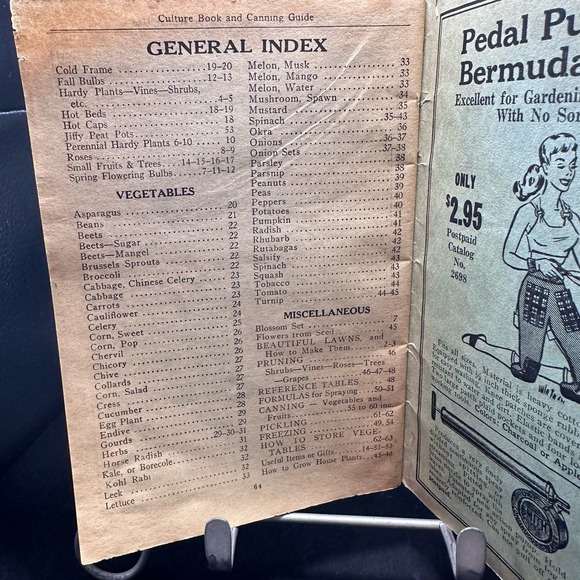 Culture Book and Canning Guide
GENERAL INDEX
Cold Frame 19-20
Fall Bulbs 12-13
Hardy Plants—Vines—Shrubs,
etc. 4-5
Hot Beds 18-19
Hot Caps 18
Jiffy Peat Pots 53
Perennial Hardy Plants 6-10 10
Roses 8-9
Small Fruits & Trees 14-15-16-17
Spring Flowering Bulbs 7-11-12
VEGETABLES
Asparagus 20
Beans 21
Beets 22
Beets—Sugar 22
Beets—Mangel 22
Brussels Sprouts 22
Broccoli 22
Cabbage, Chinese Celery 23
Cabbage 23
Carrots 24
Cauliflower 24
Celery 25
Corn, Sweet 26
Corn, Pop 26
Chervil 26
Chicory 27
Chive 27
Collards 27
Corn, Salad 27
Cress 28
Cucumber 28
Egg Plant 29
Endive 29
Gourds 29-30-31
Herbs 31
Horse Radish 32
Kale, or Borecole 32
Kohl Rabi 32
Leek 32
Lettuce 33
Melon, Musk 33
Melon, Mango 33
Melon, Water 33
Mushroom, Spawn 34
Mustard 35
Spinach 35-43
Okra 36
Onions 36-37
Onion Sets 37-38
Parsley 38
Parsnip 38
Peanuts 39
Peas 39
Peppers 40
Potatoes 40
Pumpkin 41
Radish 41
Rhubarb 42
Rutabagas 42
Salsify 43
Spinach 43
Squash 43
Tobacco 44
Tomato 44-45
Turnip
MISCELLANEOUS
Blossom Set 7
Flowers from Seed 45
BEAUTIFUL LAWNS, and
How to Make Them
PRUNING 46
Shrubs—Vines—Roses—Trees
—Grapes 46-47-48
REFERENCE TABLES 48
FORMULAS for Spraying 50-51
CANNING — Vegetables and
Fruits 55 to 60 inc.
PICKLING 61-62
FREEZING 49, 54
HOW TO STORE VEGE-
TABLES 62-63
Useful Items or Gifts 14-52-53
How to Grow House Plants 45-46
64
Pedal Pu
Bermuda
Excellent for Gardenin
With No Sor
ONLY
$2.95
Postpaid
Catalog
No.
2698